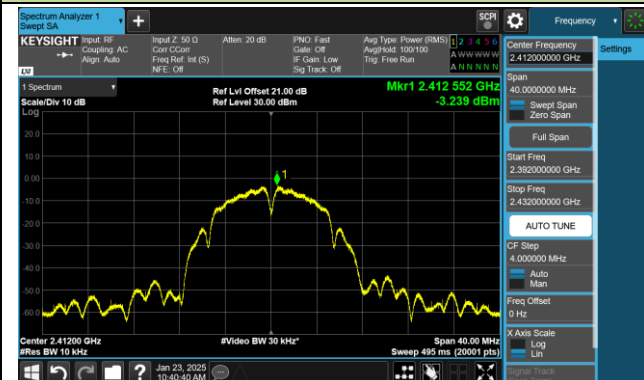 Spectrum Analyzer 1
Swept SA
SCPI
Frequency
KEYSIGHT
Input: RF
Coupling: AC
Align: Auto
Input Z: 50 Ω
Corr CCorr
Freq Ref: Int (S)
NFE: Off
Atten: 20 dB
PNO: Fast
Gate: Off
IF Gain: Low
Sig Track: Off
Avg Type: Power (RMS)
Avg|Hold: 100/100
Trig: Free Run
1 2 3 4 5 6
A W W W W W
A N N N N N
LXI
1 Spectrum
Scale/Div 10 dB
Ref Lvl Offset 21.00 dB
Ref Level 30.00 dBm
Mkr1 2.412 552 GHz
-3.239 dBm
Log
20.0
10.0
0.00
-10.0
-20.0
-30.0
-40.0
-50.0
-60.0
1
Center 2.41200 GHz
#Res BW 10 kHz
#Video BW 30 kHz*
Span 40.00 MHz
Sweep 495 ms (20001 pts)
Center Frequency
2.412000000 GHz
Settings
Span
40.0000000 MHz
Swept Span
Zero Span
Full Span
Start Freq
2.392000000 GHz
Stop Freq
2.432000000 GHz
AUTO TUNE
CF Step
4.000000 MHz
Auto
Man
Freq Offset
0 Hz
X Axis Scale
Log
Lin
Signal Track
?
Jan 23, 2025
10:40:40 AM